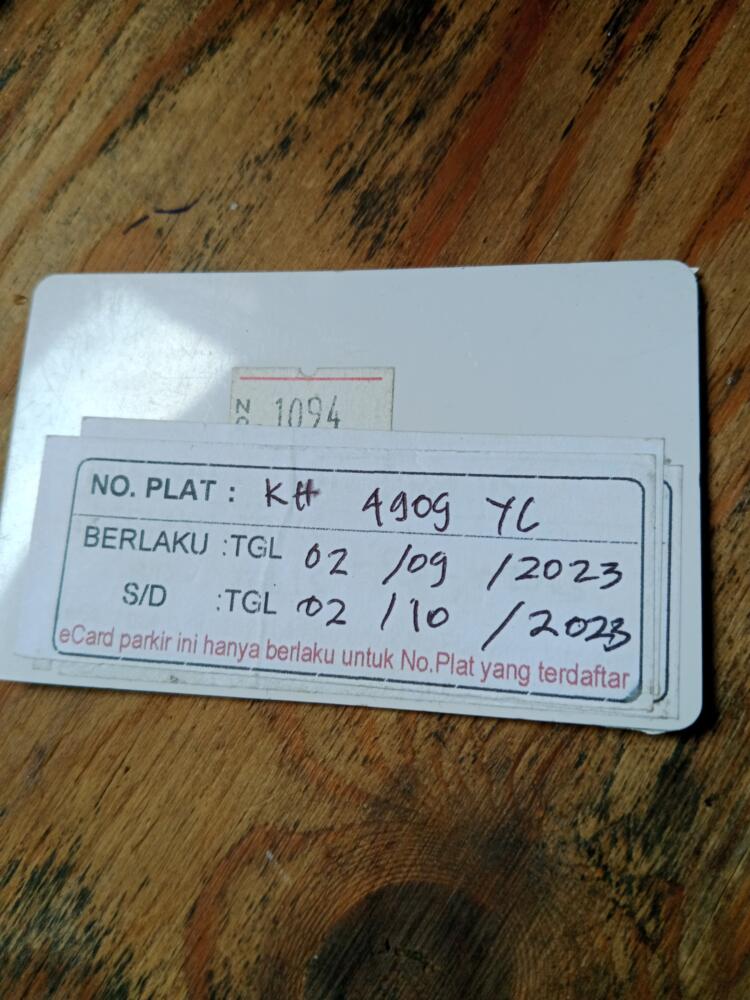 NO. 1094
NO. PLAT : KH 4909 YC
BERLAKU :TGL 02 /09 /2023
S/D :TGL 02 /10 /2023
eCard parkir ini hanya berlaku untuk No.Plat yang terdaftar